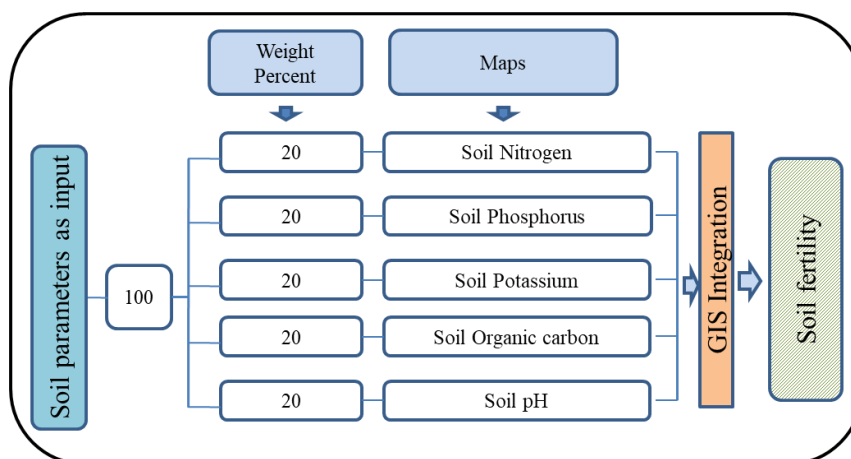 Weight
Percent
Maps
Soil parameters as input
100
20
Soil Nitrogen
20
Soil Phosphorus
20
Soil Potassium
20
Soil Organic carbon
20
Soil pH
GIS Integration
Soil fertility